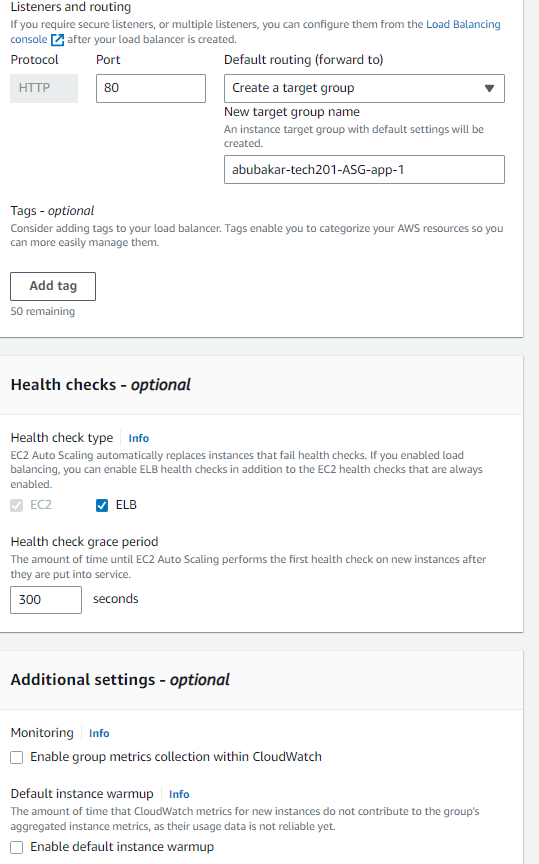 Listeners and routing
If you require secure listeners, or multiple listeners, you can configure them from the Load Balancing
console after your load balancer is created.
Protocol Port Default routing (forward to)
HTTP 80 Create a target group
New target group name
An instance target group with default settings will be
created.
abubakar-tech201-ASG-app-1
Tags - optional
Consider adding tags to your load balancer. Tags enable you to categorize your AWS resources so you
can more easily manage them.
Add tag
50 remaining
Health checks - optional
Health check type Info
EC2 Auto Scaling automatically replaces instances that fail health checks. If you enabled load
balancing, you can enable ELB health checks in addition to the EC2 health checks that are always
enabled.
EC2 ELB
Health check grace period
The amount of time until EC2 Auto Scaling performs the first health check on new instances after
they are put into service.
300 seconds
Additional settings - optional
Monitoring Info
Enable group metrics collection within CloudWatch
Default instance warmup Info
The amount of time that CloudWatch metrics for new instances do not contribute to the group's
aggregated instance metrics, as their usage data is not reliable yet.
Enable default instance warmup